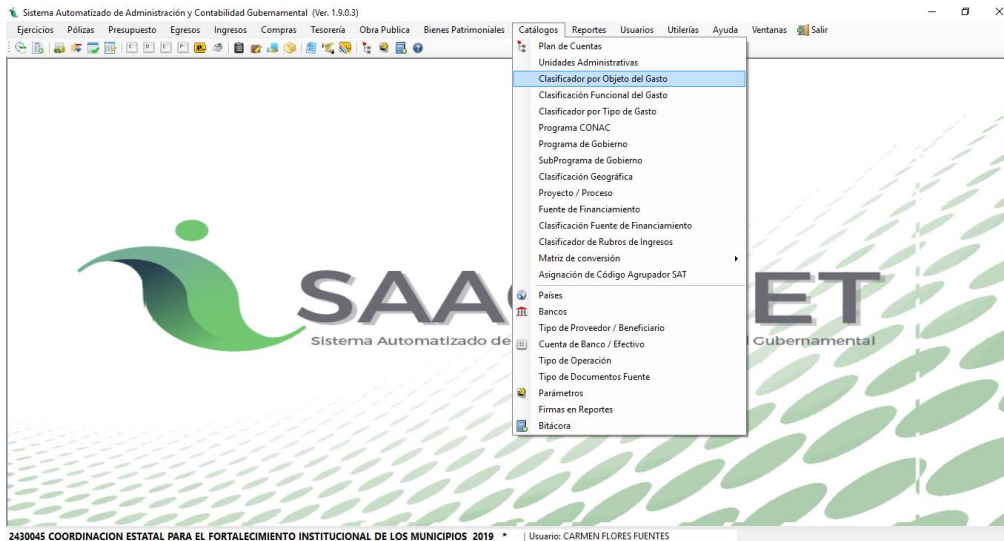 Sistema Automatizado de Administración y Contabilidad Gubernamental (Ver. 1.9.0.3)
Ejercicios Pólizas Presupuesto Egresos Ingresos Compras Tesorería Obra Publica Bienes Patrimoniales Catálogos Reportes Usuarios Utilerías Ayuda Ventanas Salir
Plan de Cuentas
Unidades Administrativas
Clasificador por Objeto del Gasto
Clasificación Funcional del Gasto
Clasificador por Tipo de Gasto
Programa CONAC
Programa de Gobierno
SubPrograma de Gobierno
Clasificación Geográfica
Proyecto / Proceso
Fuente de Financiamiento
Clasificación Fuente de Financiamiento
Clasificador de Rubros de Ingresos
Matriz de conversión
Asignación de Código Agrupador SAT
Países
Bancos
Tipo de Proveedor / Beneficiario
Cuenta de Banco / Efectivo
Tipo de Operación
Tipo de Documentos Fuente
Parámetros
Firmas en Reportes
Bitácora
SAA ET
Sistema Automatizado de Gubernamental
2430045 COORDINACION ESTATAL PARA EL FORTALECIMIENTO INSTITUCIONAL DE LOS MUNICIPIOS 2019 * | Usuario: CARMEN FLORES FUENTES